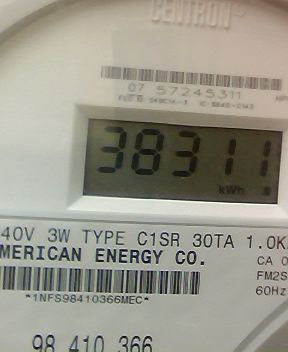 CENTRON®
07 57245311
38311
kWh
40V 3W TYPE C1SR 30TA 1.0K
MERICAN ENERGY CO.
CA 0
FM2S
60Hz
*1NFS98410366MEC*
98 410 366